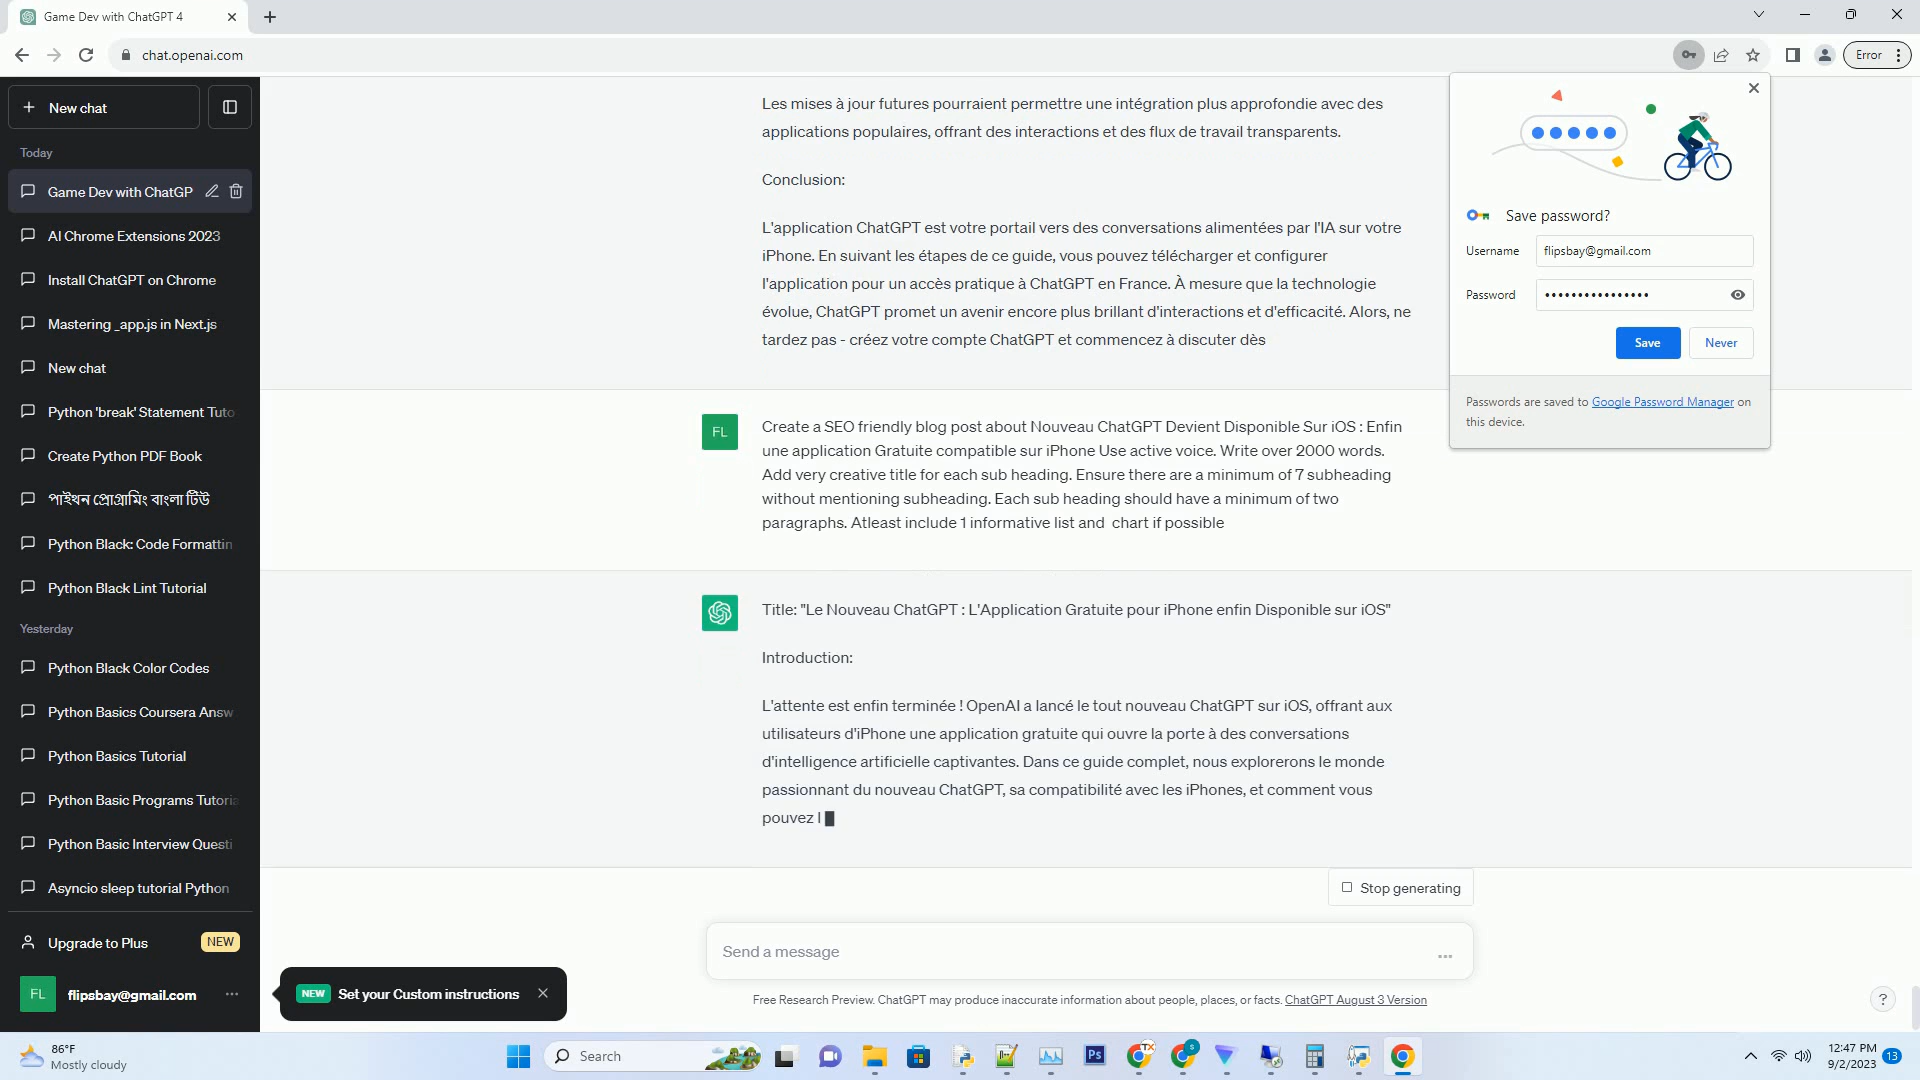 Game Dev with ChatGPT 4
chat.openai.com
Error
New chat
Today
Game Dev with ChatGP
AI Chrome Extensions 2023
Install ChatGPT on Chrome
Mastering _app.js in Next.js
New chat
Python 'break' Statement Tuto
Create Python PDF Book
পাইথন প্রোগ্রামিং বাংলা টিউ
Python Black: Code Formattin
Python Black Lint Tutorial
Yesterday
Python Black Color Codes
Python Basics Coursera Answ
Python Basics Tutorial
Python Basic Programs Tutoria
Python Basic Interview Questi
Asyncio sleep tutorial Python
Upgrade to Plus
NEW
FL
flipsbay@gmail.com
Les mises à jour futures pourraient permettre une intégration plus approfondie avec des
applications populaires, offrant des interactions et des flux de travail transparents.
Conclusion:
L'application ChatGPT est votre portail vers des conversations alimentées par l'IA sur votre
iPhone. En suivant les étapes de ce guide, vous pouvez télécharger et configurer
l'application pour un accès pratique à ChatGPT en France. À mesure que la technologie
évolue, ChatGPT promet un avenir encore plus brillant d'interactions et d'efficacité. Alors, ne
tardez pas - créez votre compte ChatGPT et commencez à discuter dès
FL
Create a SEO friendly blog post about Nouveau ChatGPT Devient Disponible Sur iOS : Enfin
une application Gratuite compatible sur iPhone Use active voice. Write over 2000 words.
Add very creative title for each sub heading. Ensure there are a minimum of 7 subheading
without mentioning subheading. Each sub heading should have a minimum of two
paragraphs. Atleast include 1 informative list and  chart if possible
Title: "Le Nouveau ChatGPT : L'Application Gratuite pour iPhone enfin Disponible sur iOS"
Introduction:
L'attente est enfin terminée ! OpenAI a lancé le tout nouveau ChatGPT sur iOS, offrant aux
utilisateurs d'iPhone une application gratuite qui ouvre la porte à des conversations
d'intelligence artificielle captivantes. Dans ce guide complet, nous explorerons le monde
passionnant du nouveau ChatGPT, sa compatibilité avec les iPhones, et comment vous
pouvez l
Stop generating
Send a message
NEW Set your Custom instructions
Free Research Preview. ChatGPT may produce inaccurate information about people, places, or facts. ChatGPT August 3 Version
?
Save password?
Username flipsbay@gmail.com
Password
Save Never
Passwords are saved to Google Password Manager on
this device.
86°F
Mostly cloudy
Search
Ps
TX
S
12:47 PM
9/2/2023
13